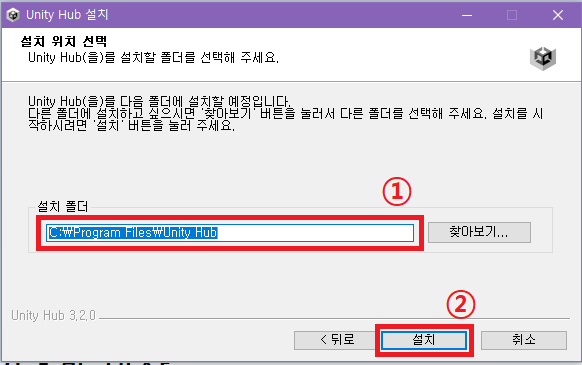 Unity Hub 설치
설치 위치 선택
Unity Hub(을)를 설치할 폴더를 선택해 주세요.
Unity Hub(을)를 다음 폴더에 설치할 예정입니다.
다른 폴더에 설치하고 싶으시면 '찾아보기' 버튼을 눌러서 다른 폴더를 선택해 주세요. 설치를 시
작하시려면 '설치' 버튼을 눌러 주세요.
①
설치 폴더
C:₩Program Files₩Unity Hub
찾아보기...
Unity Hub 3.2.0
②
< 뒤로
설치
취소